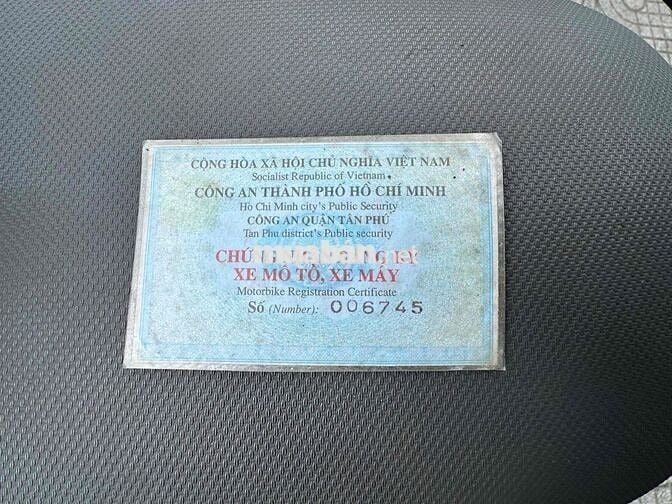 CỘNG HÒA XÃ HỘI CHỦ NGHĨA VIỆT NAM
Socialist Republic of Vietnam
CÔNG AN THÀNH PHỐ HỒ CHÍ MINH
Ho Chi Minh city's Public Security
CÔNG AN QUẬN TÂN PHÚ
Tan Phu district's Public security
muaban.net
XE MÔ TÔ, XE MÁY
Motorbike Registration Certificate
Số (Number): 006745